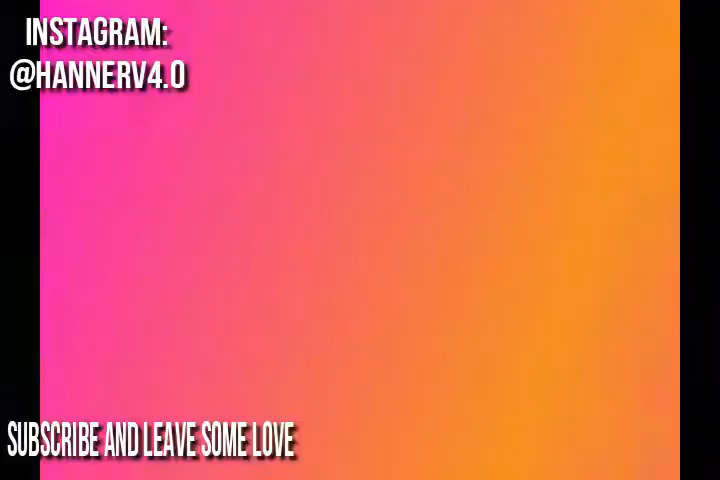 INSTAGRAM:
@HANNERV4.0
SUBSCRIBE AND LEAVE SOME LOVE